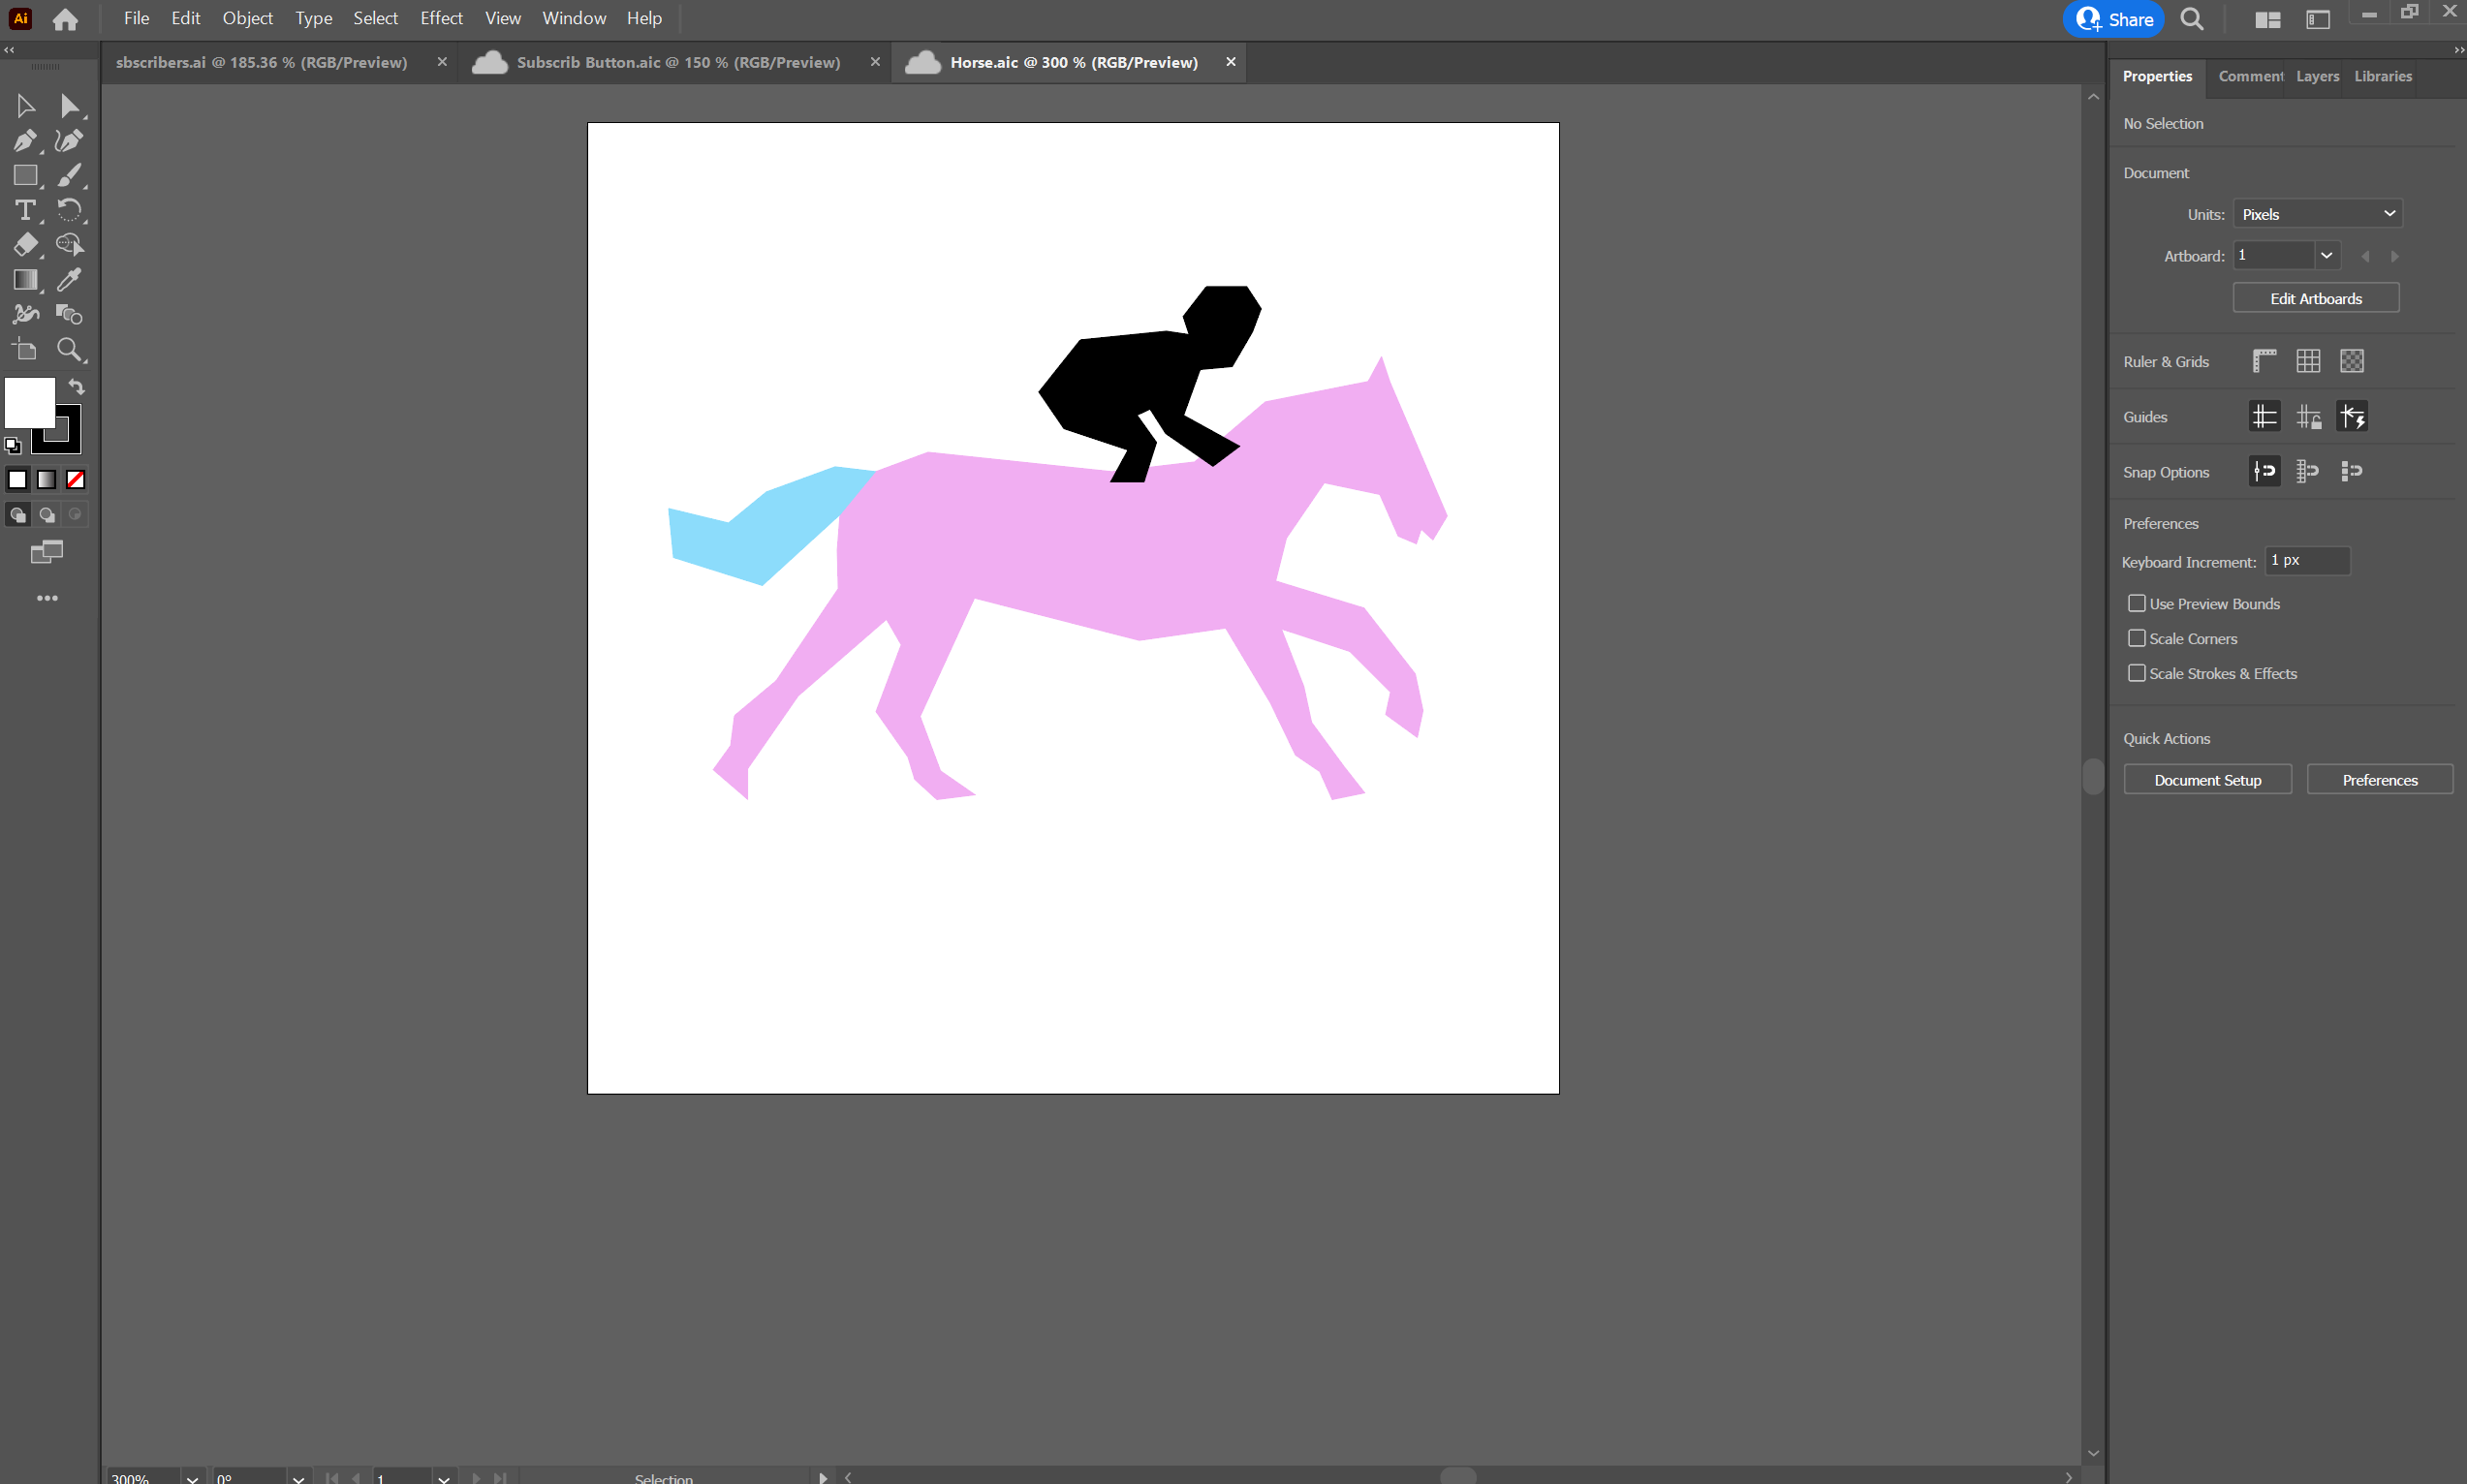 Ai File Edit Object Type Select Effect View Window Help Share
sbscribers.ai @ 185.36 % (RGB/Preview) Subscrib Button.aic @ 150 % (RGB/Preview) Horse.aic @ 300 % (RGB/Preview)
Properties Comment Layers Libraries
No Selection
Document
Units: Pixels
Artboard: 1
Edit Artboards
Ruler & Grids
Guides
Snap Options
Preferences
Keyboard Increment: 1 px
Use Preview Bounds
Scale Corners
Scale Strokes & Effects
Quick Actions
Document Setup Preferences
300% 0° 1 Selection